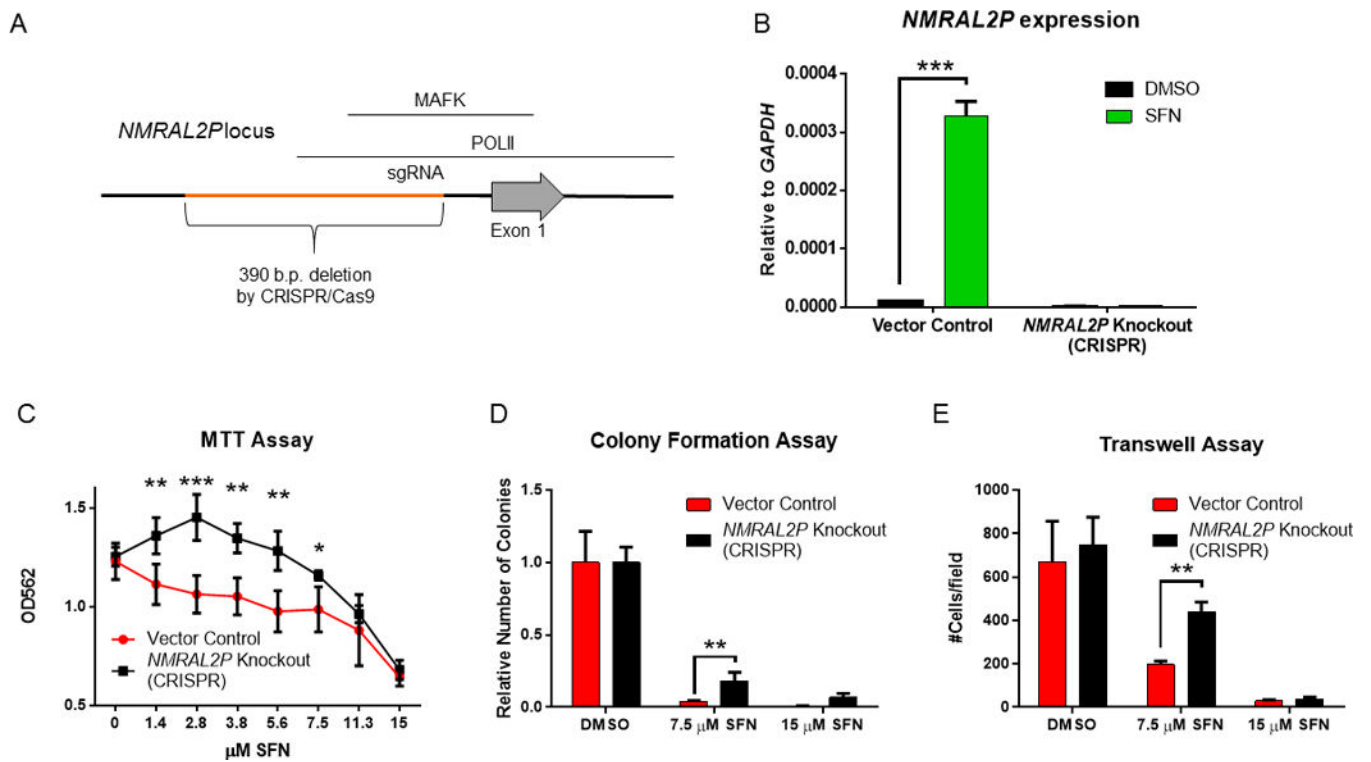 A
NMRAL2P locus
MAFK
POLII
sgRNA
Exon 1
390 b.p. deletion
by CRISPR/Cas9
B
NMRAL2P expression
Relative to GAPDH
0.0004
0.0003
0.0002
0.0001
0.0000
***
DMSO
SFN
Vector Control
NMRAL2P Knockout
(CRISPR)
C
MTT Assay
OD562
1.5
1.0
0.5
** *** ** ** *
Vector Control
NMRAL2P Knockout
(CRISPR)
0 1.4 2.8 3.8 5.6 7.5 11.3 15
μM SFN
D
Colony Formation Assay
Relative Number of Colonies
1.5
1.0
0.5
0.0
Vector Control
NMRAL2P Knockout
(CRISPR)
**
DMSO 7.5 μM SFN 15 μM SFN
E
Transwell Assay
#Cells/field
1000
800
600
400
200
0
Vector Control
NMRAL2P Knockout
(CRISPR)
**
DMSO 7.5 μM SFN 15 μM SFN